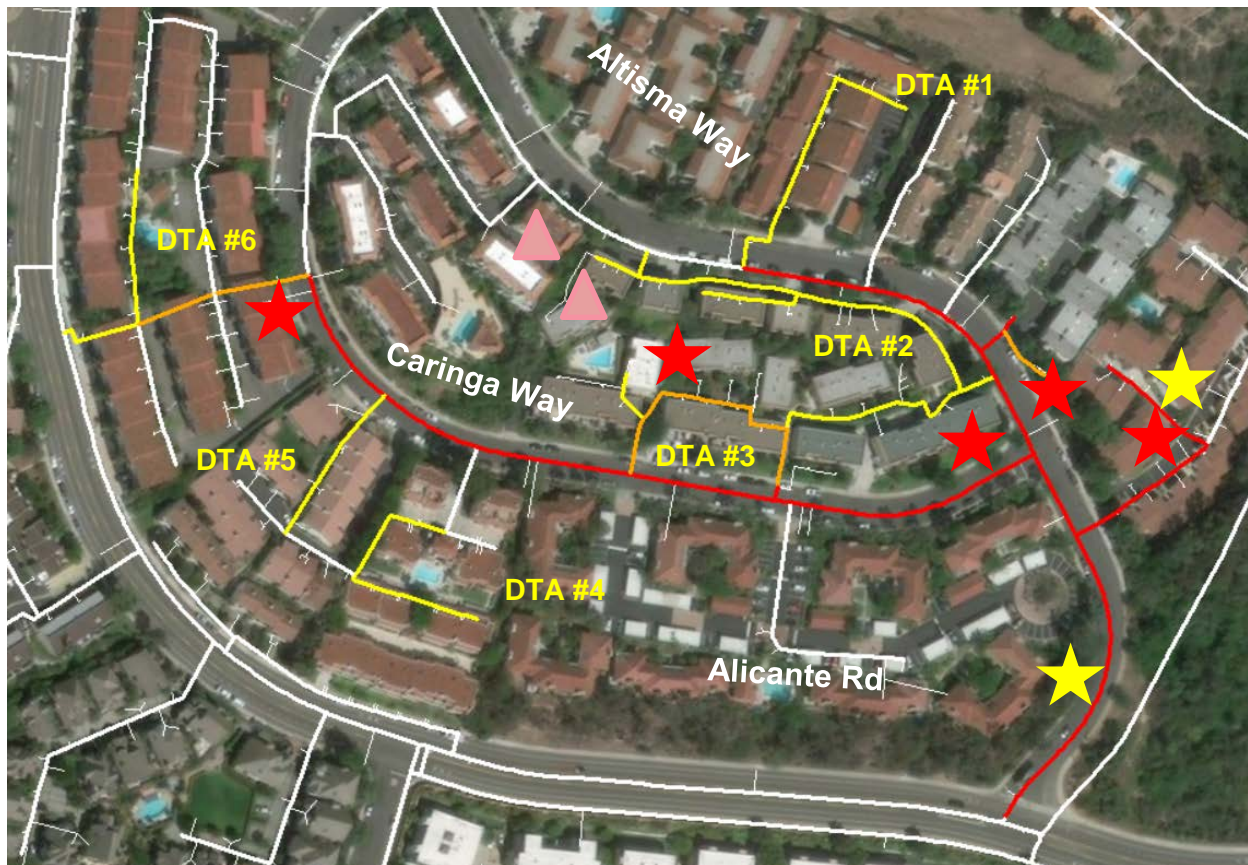 Altisma Way
DTA #1
DTA #6
DTA #2
Caringa Way
DTA #5
DTA #3
DTA #4
Alicante Rd